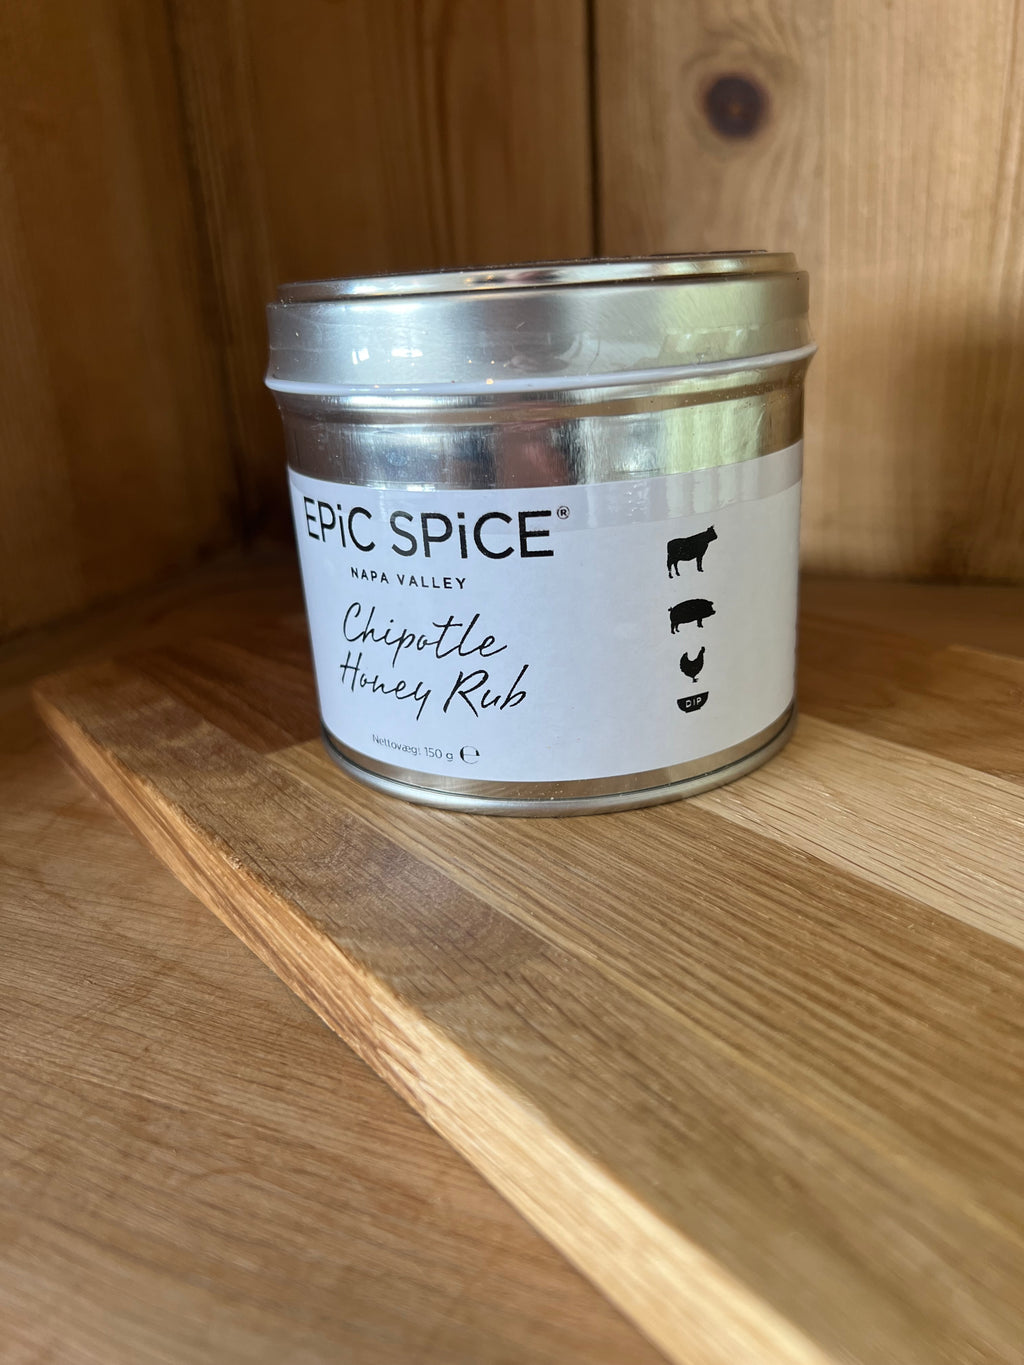 EPiC SPiCE®
NAPA VALLEY
Chipotle
Honey Rub
Nettovægt 150 g ℮
DIP